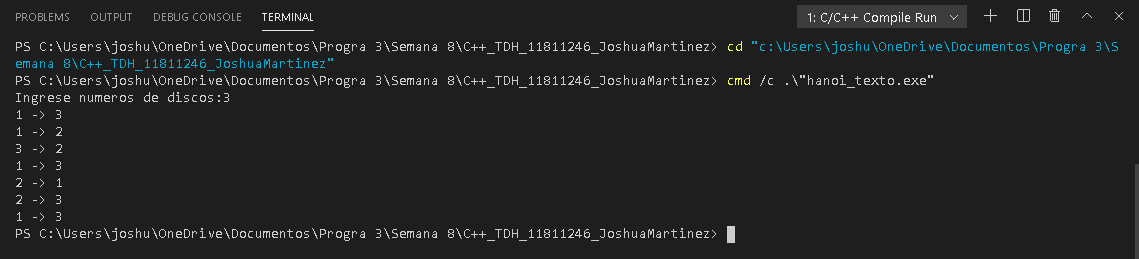 PROBLEMS OUTPUT DEBUG CONSOLE TERMINAL 1: C/C++ Compile Run
PS C:\Users\joshu\OneDrive\Documentos\Progra 3\Semana 8\C++_TDH_11811246_JoshuaMartinez> cd "c:\Users\joshu\OneDrive\Documentos\Progra 3\S
emana 8\C++_TDH_11811246_JoshuaMartinez"
PS C:\Users\joshu\OneDrive\Documentos\Progra 3\Semana 8\C++_TDH_11811246_JoshuaMartinez> cmd /c .\"hanoi_texto.exe"
Ingrese numeros de discos:3
1 -> 3
1 -> 2
3 -> 2
1 -> 3
2 -> 1
2 -> 3
1 -> 3
PS C:\Users\joshu\OneDrive\Documentos\Progra 3\Semana 8\C++_TDH_11811246_JoshuaMartinez>